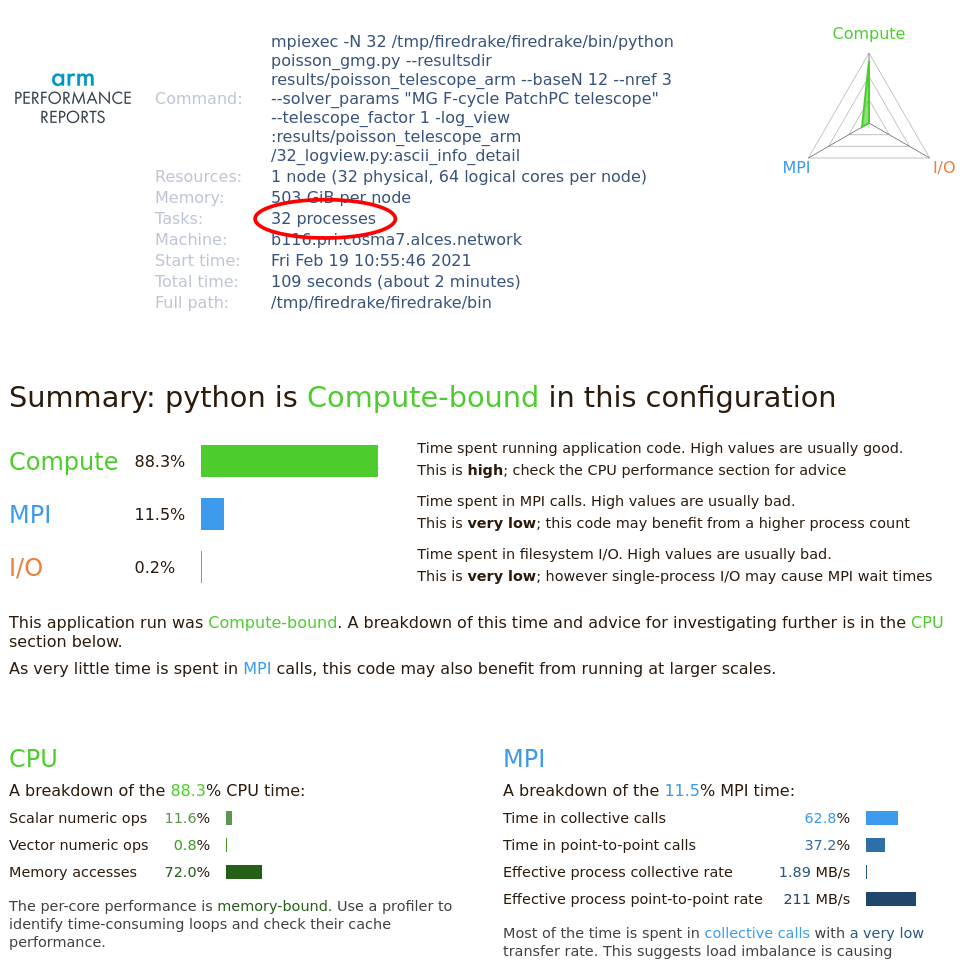 arm
PERFORMANCE
REPORTS
Command:
mpiexec -N 32 /tmp/firedrake/firedrake/bin/python
poisson_gmg.py --resultsdir
results/poisson_telescope_arm --baseN 12 --nref 3
--solver_params "MG F-cycle PatchPC telescope"
--telescope_factor 1 -log_view
:results/poisson_telescope_arm
/32_logview.py:ascii_info_detail
Resources: 1 node (32 physical, 64 logical cores per node)
Memory: 503 GiB per node
Tasks: 32 processes
Machine: b116.pri.cosma7.alces.network
Start time: Fri Feb 19 10:55:46 2021
Total time: 109 seconds (about 2 minutes)
Full path: /tmp/firedrake/firedrake/bin
Compute
MPI
I/O
Summary: python is Compute-bound in this configuration
Compute 88.3%
Time spent running application code. High values are usually good.
This is high; check the CPU performance section for advice
MPI 11.5%
Time spent in MPI calls. High values are usually bad.
This is very low; this code may benefit from a higher process count
I/O 0.2%
Time spent in filesystem I/O. High values are usually bad.
This is very low; however single-process I/O may cause MPI wait times
This application run was Compute-bound. A breakdown of this time and advice for investigating further is in the CPU
section below.
As very little time is spent in MPI calls, this code may also benefit from running at larger scales.
CPU
A breakdown of the 88.3% CPU time:
Scalar numeric ops 11.6%
Vector numeric ops 0.8%
Memory accesses 72.0%
The per-core performance is memory-bound. Use a profiler to
identify time-consuming loops and check their cache
performance.
MPI
A breakdown of the 11.5% MPI time:
Time in collective calls 62.8%
Time in point-to-point calls 37.2%
Effective process collective rate 1.89 MB/s
Effective process point-to-point rate 211 MB/s
Most of the time is spent in collective calls with a very low
transfer rate. This suggests load imbalance is causing